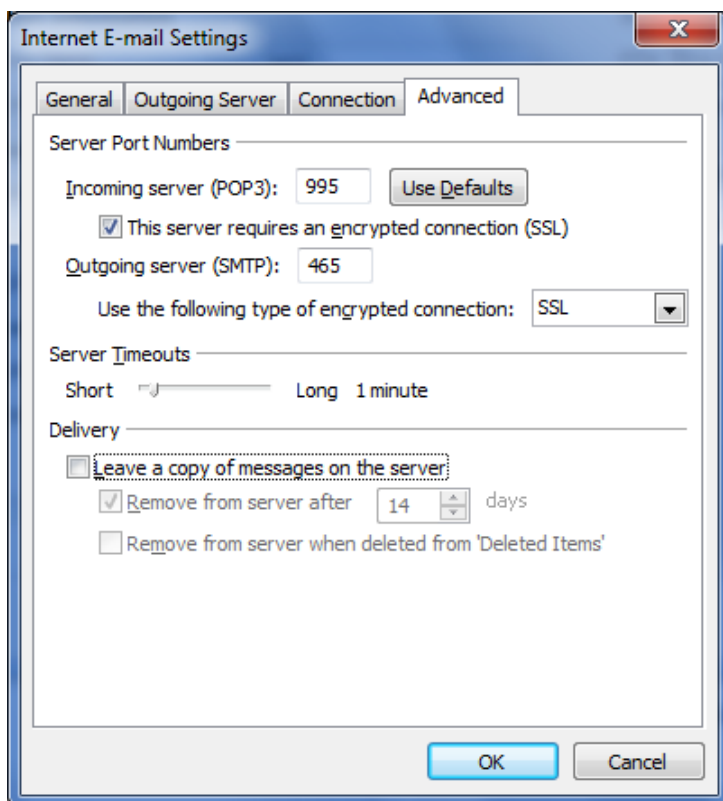 Internet E-mail Settings
General Outgoing Server Connection Advanced
Server Port Numbers
Incoming server (POP3): 995 Use Defaults
This server requires an encrypted connection (SSL)
Outgoing server (SMTP): 465
Use the following type of encrypted connection: SSL
Server Timeouts
Short Long 1 minute
Delivery
Leave a copy of messages on the server
Remove from server after 14 days
Remove from server when deleted from 'Deleted Items'
OK Cancel